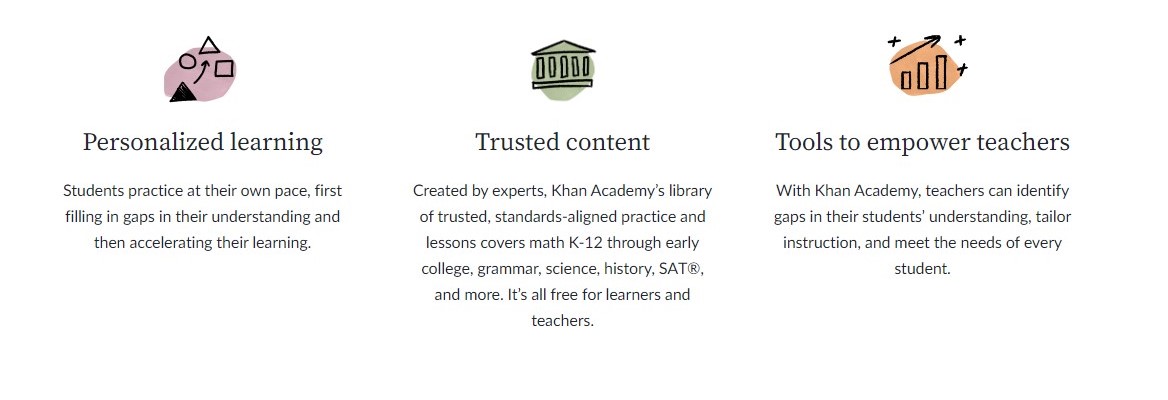 Personalized learning
Students practice at their own pace, first
filling in gaps in their understanding and
then accelerating their learning.
Trusted content
Created by experts, Khan Academy’s library
of trusted, standards-aligned practice and
lessons covers math K-12 through early
college, grammar, science, history, SAT®,
and more. It’s all free for learners and
teachers.
Tools to empower teachers
With Khan Academy, teachers can identify
gaps in their students’ understanding, tailor
instruction, and meet the needs of every
student.